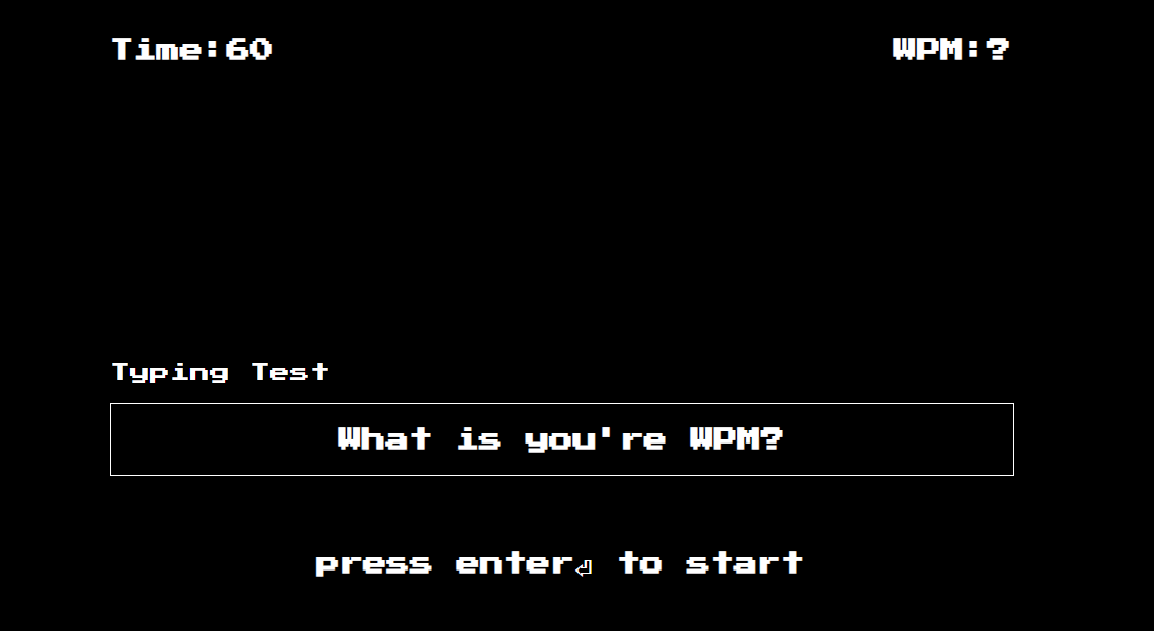 Time:60 WPM:?
Typing Test
What is you're WPM?
press enter⏎ to start